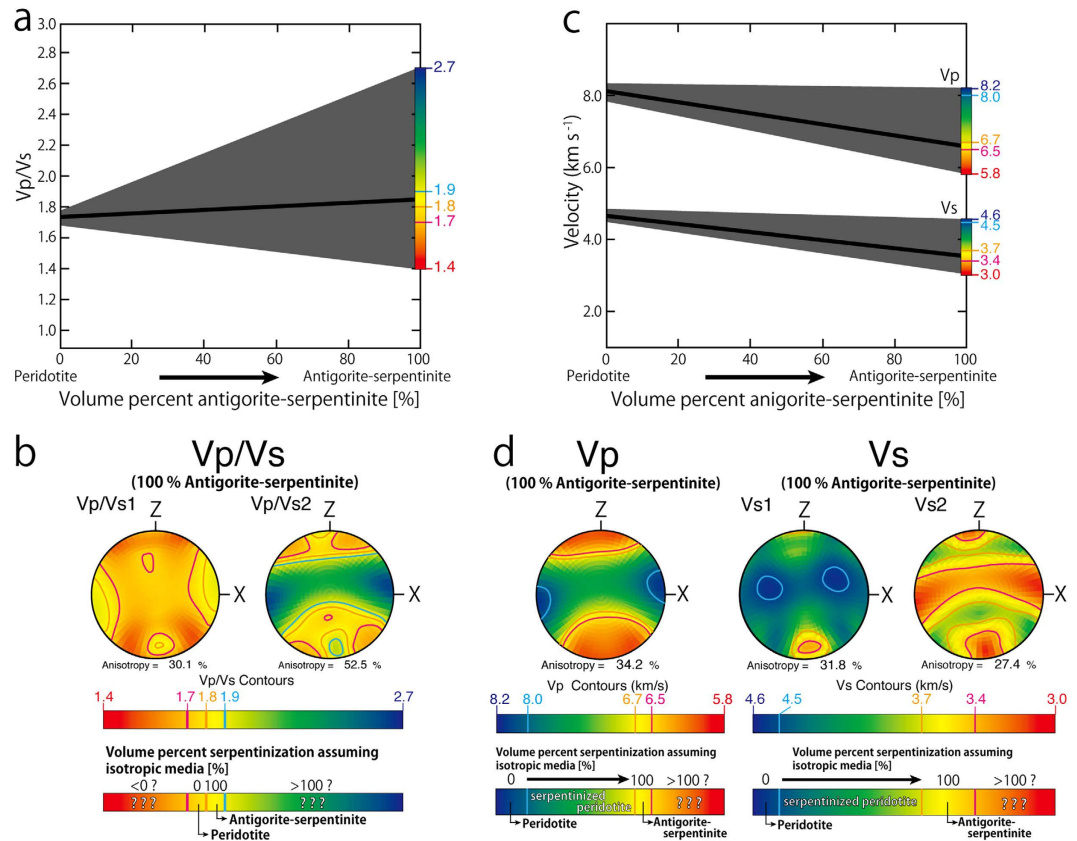 a
3.0
2.8
2.6
2.4
2.2
2.0
1.8
1.6
1.4
1.2
1.0
Vp/Vs
2.7
1.9
1.8
1.7
1.4
0 20 40 60 80 100
Peridotite Antigorite-serpentinite
Volume percent antigorite-serpentinite [%]
c
8.0
6.0
4.0
2.0
Velocity (km s⁻¹)
Vp
8.2
8.0
6.7
6.5
5.8
Vs
4.6
4.5
3.7
3.4
3.0
0 20 40 60 80 100
Peridotite Antigorite-serpentinite
Volume percent anigorite-serpentinite [%]
b
Vp/Vs
(100 % Antigorite-serpentinite)
Vp/Vs1 Vp/Vs2
Z Z
X X
Anisotropy = 30.1 % Anisotropy = 52.5 %
Vp/Vs Contours
1.4 1.7 1.8 1.9 2.7
Volume percent serpentinization assuming
isotropic media [%]
<0 ? 0 100 >100 ?
? ? ? ? ? ?
Antigorite-serpentinite
Peridotite
d
Vp Vs
(100 % Antigorite-serpentinite) (100 % Antigorite-serpentinite)
Vs1 Vs2
Z Z Z
X X X
Anisotropy = 34.2 % Anisotropy = 31.8 % Anisotropy = 27.4 %
Vp Contours (km/s)
8.2 8.0 6.7 6.5 5.8
Volume percent serpentinization assuming
isotropic media [%]
0 100 >100 ?
serpentinized peridotite ? ? ?
Peridotite Antigorite-
serpentinite
Vs Contours (km/s)
4.6 4.5 3.7 3.4 3.0
Volume percent serpentinization assuming
isotropic media [%]
0 100 >100 ?
serpentinized peridotite ? ? ?
Peridotite Antigorite-
serpentinite